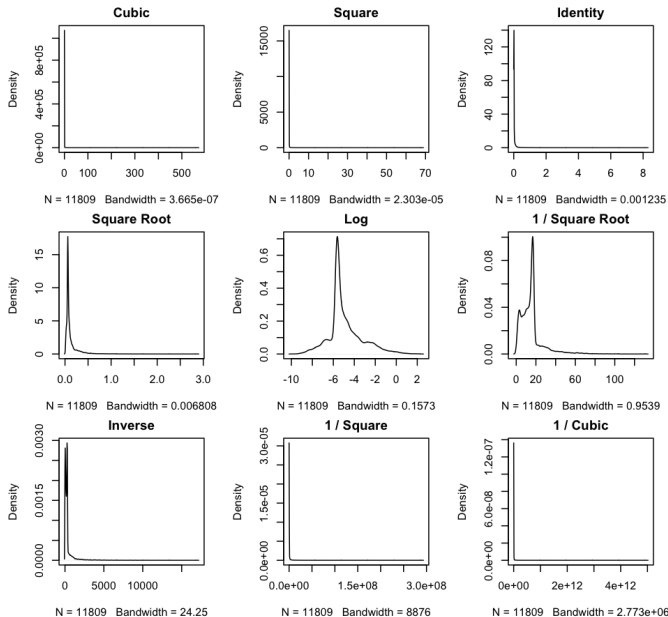 Cubic Square Identity
Density 0e+00 4e+05 8e+05
Density 0 5000 15000
Density 0 40 80 120
0 100 300 500
0 10 30 50 70
0 2 4 6 8
N = 11809 Bandwidth = 3.665e-07
N = 11809 Bandwidth = 2.303e-05
N = 11809 Bandwidth = 0.001235
Square Root Log 1 / Square Root
Density 0 5 10 15
Density 0.0 0.2 0.4 0.6
Density 0.00 0.04 0.08
0.0 1.0 2.0 3.0
-10 -6 -4 -2 0 2
0 20 60 100
N = 11809 Bandwidth = 0.006808
N = 11809 Bandwidth = 0.1573
N = 11809 Bandwidth = 0.9539
Inverse 1 / Square 1 / Cubic
Density 0.0000 0.0015 0.0030
Density 0.0e+00 1.5e-05 3.0e-05
Density 0.0e+00 6.0e-08 1.2e-07
0 5000 10000
0.0e+00 1.5e+08 3.0e+08
0e+00 2e+12 4e+12
N = 11809 Bandwidth = 24.25
N = 11809 Bandwidth = 8876
N = 11809 Bandwidth = 2.773e+06